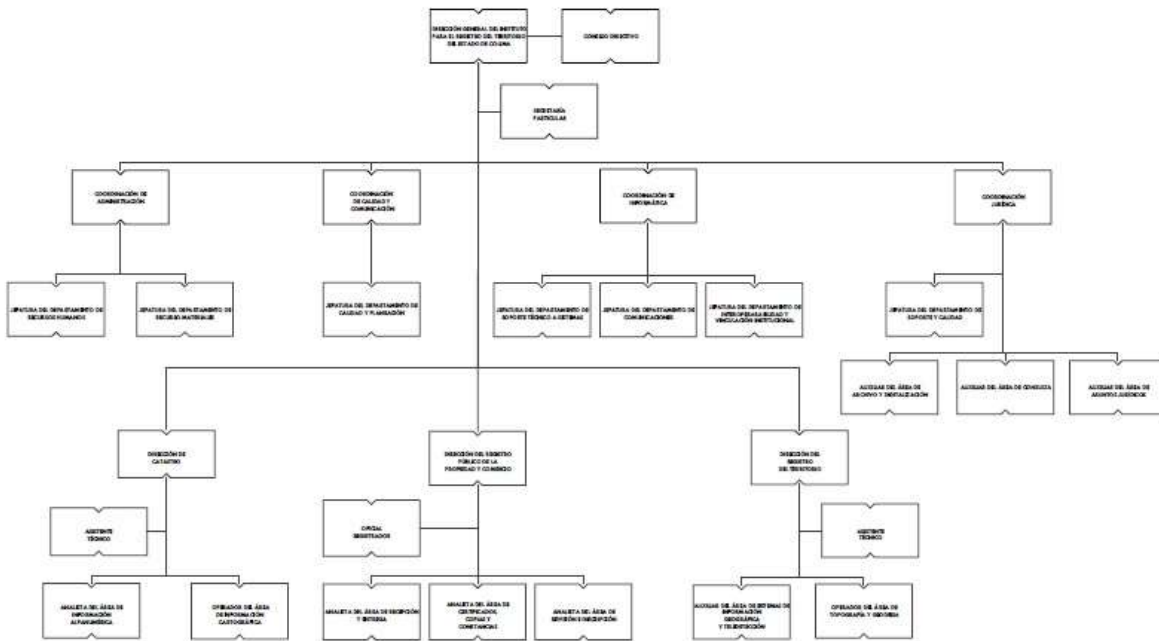 DIRECCIÓN GENERAL DEL INSTITUTO
PARA EL REGISTRO DEL TERRITORIO
DEL ESTADO DE COLIMA
CONSEJO DIRECTIVO
SECRETARÍA
PARTICULAR
COORDINACIÓN DE
ADMINISTRACIÓN
COORDINACIÓN
DE CALIDAD Y
COMUNICACIÓN
COORDINACIÓN DE
INFORMÁTICA
COORDINACIÓN
JURÍDICA
JEFATURA DEL DEPARTAMENTO DE
RECURSOS HUMANOS
JEFATURA DEL DEPARTAMENTO DE
RECURSO MATERIALES
JEFATURA DEL DEPARTAMENTO DE
CALIDAD Y PLANEACIÓN
JEFATURA DEL DEPARTAMENTO DE
SOPORTE TÉCNICO A SISTEMAS
JEFATURA DEL DEPARTAMENTO DE
COMUNICACIONES
JEFATURA DEL DEPARTAMENTO DE
INTEROPERABILIDAD Y
VINCULACIÓN INSTITUCIONAL
JEFATURA DEL DEPARTAMENTO DE
SOPORTE Y CALIDAD
AUXILIAR DEL ÁREA DE
ARCHIVO Y DIGITALIZACIÓN
AUXILIAR DEL ÁREA DE CONSULTA
AUXILIAR DEL ÁREA DE
ASUNTOS JURÍDICOS
DIRECCIÓN DE
CATASTRO
DIRECCIÓN DEL REGISTRO
PÚBLICO DE LA
PROPIEDAD Y COMERCIO
DIRECCIÓN DEL
REGISTRO
DEL TERRITORIO
ASISTENTE
TÉCNICO
OFICIAL
REGISTRADOR
ASISTENTE
TÉCNICO
ANALISTA DEL ÁREA DE
INFORMACIÓN
ALFANUMÉRICA
OPERADOR DEL ÁREA
DE INFORMACIÓN
CARTOGRÁFICA
ANALISTA DEL ÁREA DE RECEPCIÓN
Y ENTREGA
ANALISTA DEL ÁREA DE
CERTIFICADOS,
COPIAS Y
CONSTANCIAS
ANALISTA DEL ÁREA DE
REVISIÓN E INSCRIPCIÓN
AUXILIAR DEL ÁREA DE SISTEMAS DE
INFORMACIÓN
GEOGRÁFICA
Y TELEDETECCIÓN
OPERADOR DEL ÁREA DE
TOPOGRAFÍA Y GEODESIA